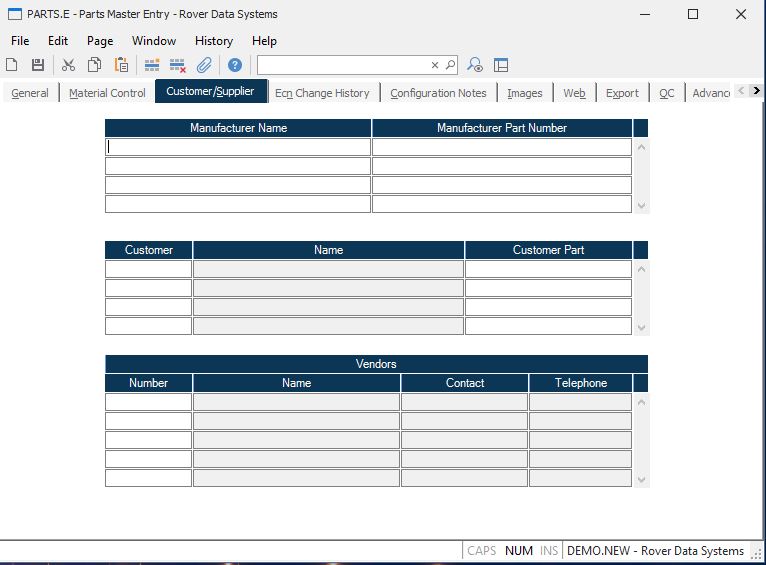 PARTS.E - Parts Master Entry - Rover Data Systems
File Edit Page Window History Help
General Material Control Customer/Supplier Ecn Change History Configuration Notes Images Web Export QC Advanc
Manufacturer Name Manufacturer Part Number
Customer Name Customer Part
Vendors
Number Name Contact Telephone
CAPS NUM INS DEMO.NEW - Rover Data Systems